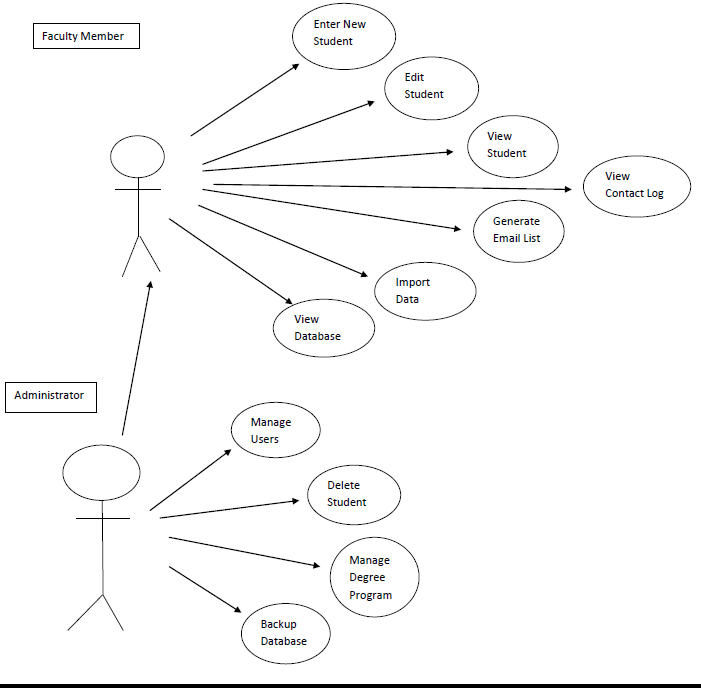 Faculty Member
Enter New
Student
Edit
Student
View
Student
View
Contact Log
Generate
Email List
Import
Data
View
Database
Administrator
Manage
Users
Delete
Student
Manage
Degree
Program
Backup
Database